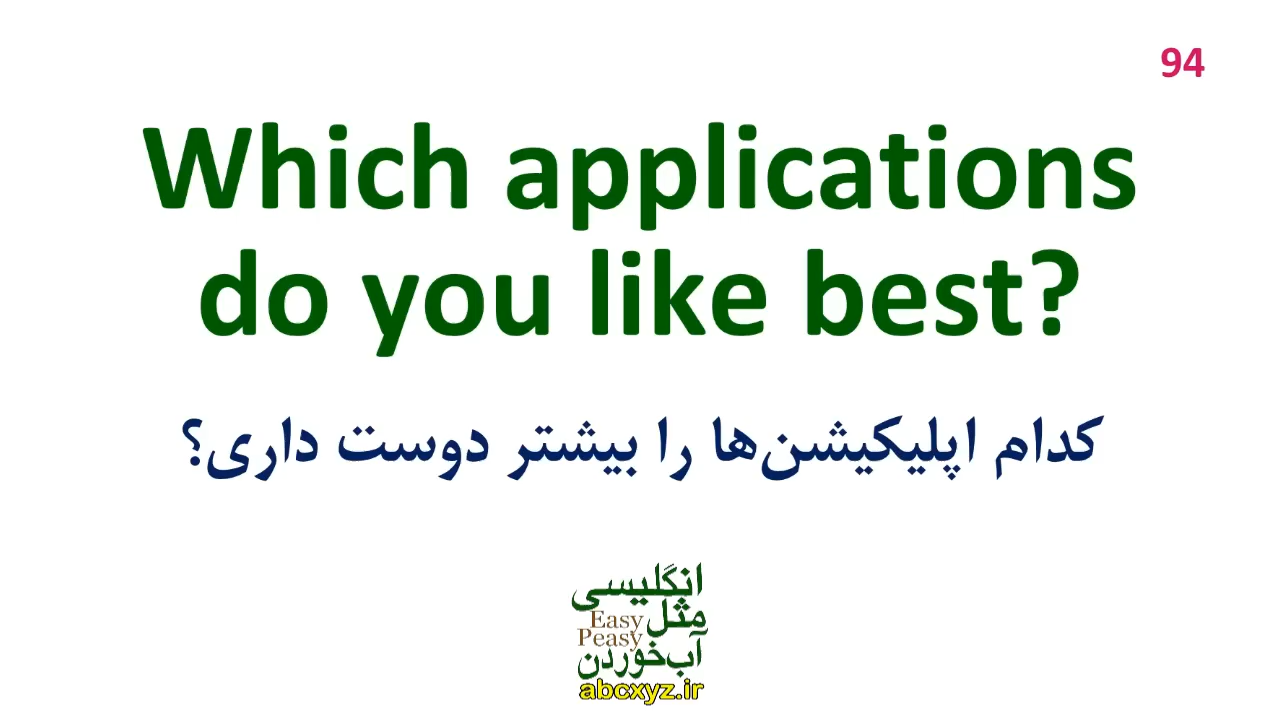 94
Which applications
do you like best?
کدام اپلیکیشن‌ها را بیشتر دوست داری؟
انگلیسی
مثل
Easy
Peasy
آب‌خوردن
abcxyz.ir